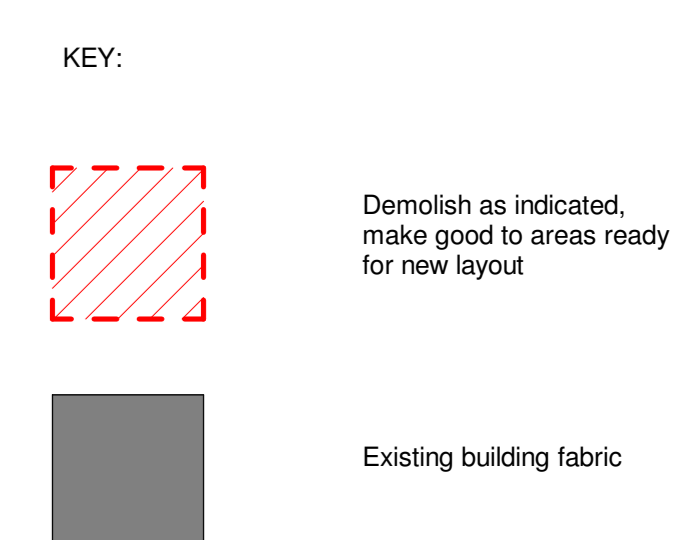 KEY:
Demolish as indicated,
make good to areas ready
for new layout
Existing building fabric